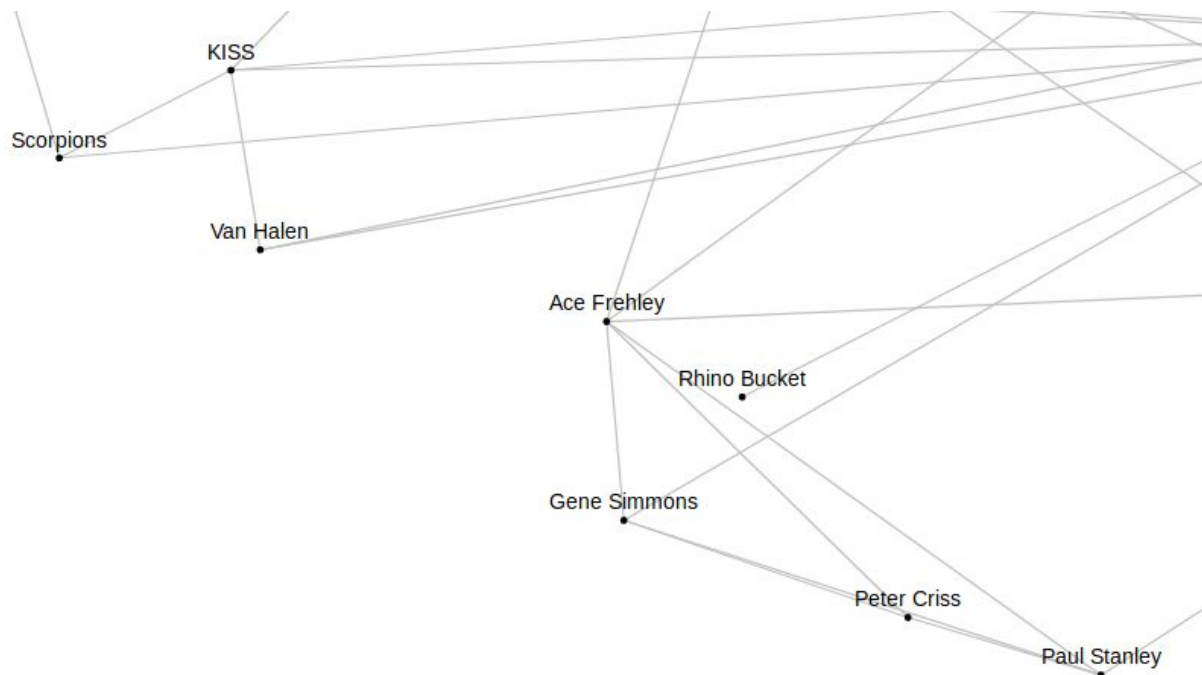 KISS
Scorpions
Van Halen
Ace Frehley
Rhino Bucket
Gene Simmons
Peter Criss
Paul Stanley